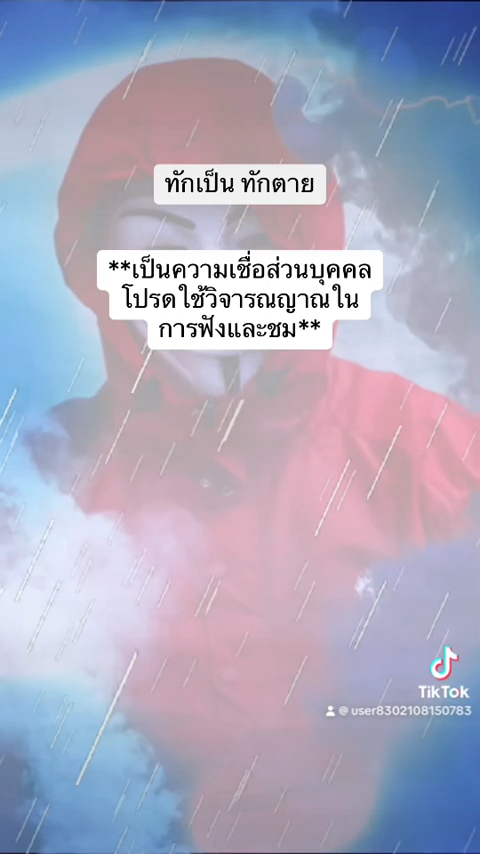 ทักเป็น ทักตาย
**เป็นความเชื่อส่วนบุคคล
โปรดใช้วิจารณญาณใน
การฟังและชม**
TikTok
@user8302108150783